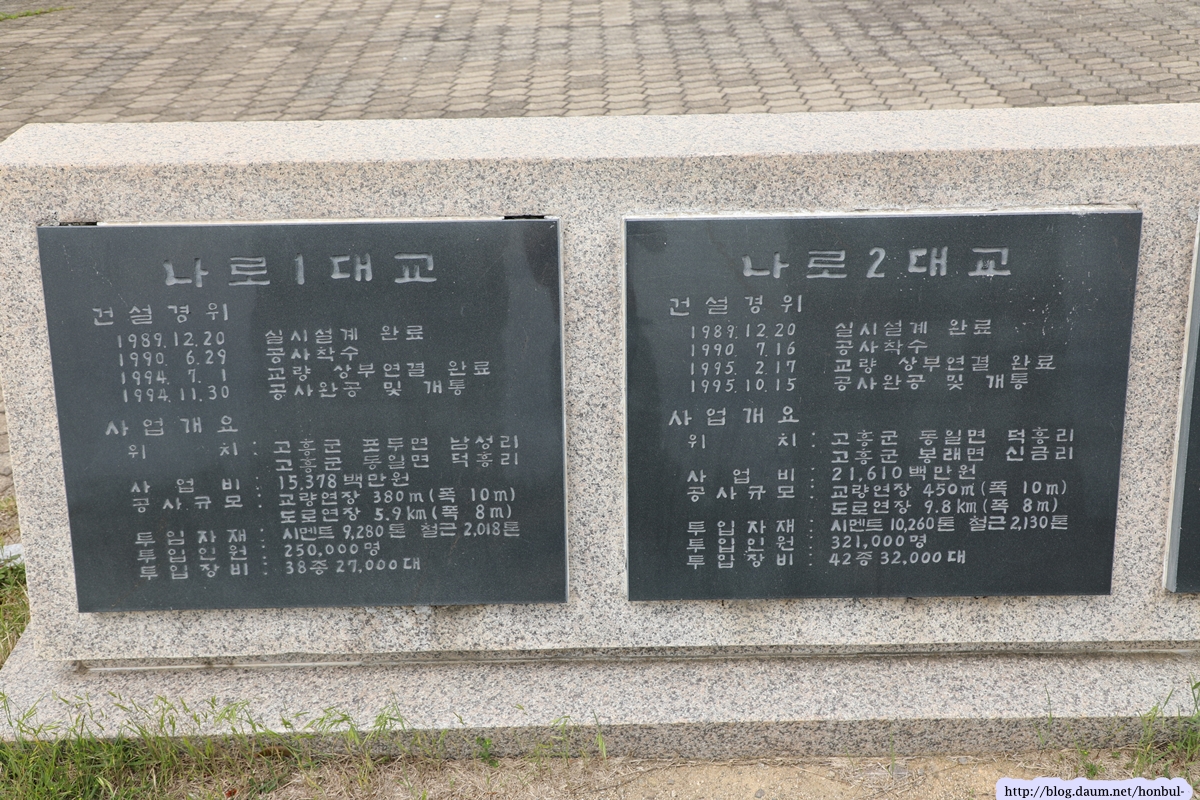 나로1대교
건설경위
1989.12.20 실시설계 완료
1990. 6.29 공사착수
1994. 7. 1 교량 상부연결 완료
1994.11.30 공사완공 및 개통
사업개요
위 치 : 고흥군 포두면 남성리
고흥군 동일면 덕흥리
사 업 비 : 15,378백만원
공사규모 : 교량연장 380m(폭 10m)
도로연장 5.9km(폭 8m)
투입자재 : 시멘트 9,280톤 철근 2,018톤
투입인원 : 250,000명
투입장비 : 38종 27,000대
나로2대교
건설경위
1989.12.20 실시설계 완료
1990. 7.16 공사착수
1995. 2.17 교량 상부연결 완료
1995.10.15 공사완공 및 개통
사업개요
위 치 : 고흥군 동일면 덕흥리
고흥군 봉래면 신금리
사 업 비 : 21,610백만원
공사규모 : 교량연장 450m(폭 10m)
도로연장 9.8km(폭 8m)
투입자재 : 시멘트 10,260톤 철근 2,130톤
투입인원 : 321,000명
투입장비 : 42종 32,000대
http://blog.daum.net/honbul-